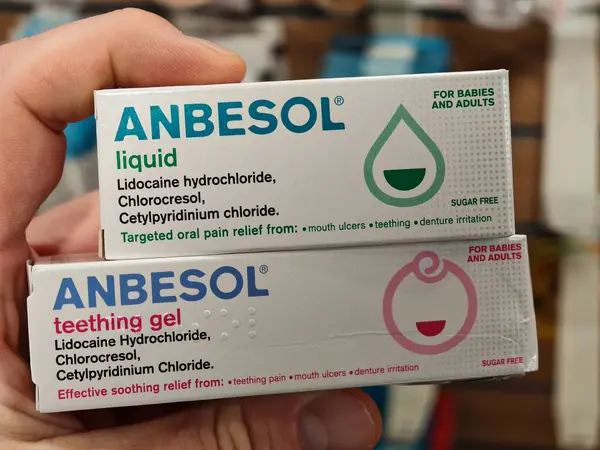 ANBESOL®
liquid
Lidocaine hydrochloride,
Chlorocresol,
Cetylpyridinium chloride.
Targeted oral pain relief from: • mouth ulcers • teething • denture irritation
FOR BABIES
AND ADULTS
SUGAR FREE
ANBESOL®
teething gel
Lidocaine Hydrochloride,
Chlorocresol,
Cetylpyridinium Chloride.
Effective soothing relief from: • teething pain • mouth ulcers • denture irritation
FOR BABIES
AND ADULTS
SUGAR FREE